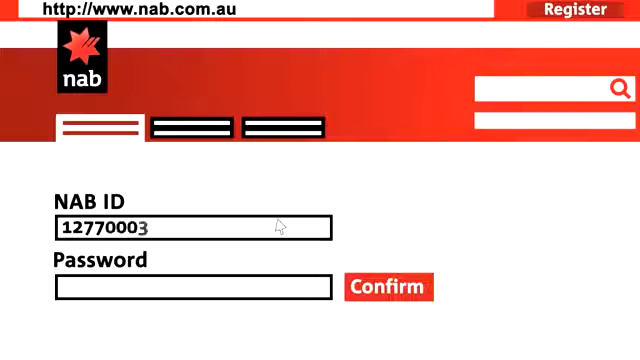 http://www.nab.com.au
Register
nab
NAB ID
12770003
Password
Confirm